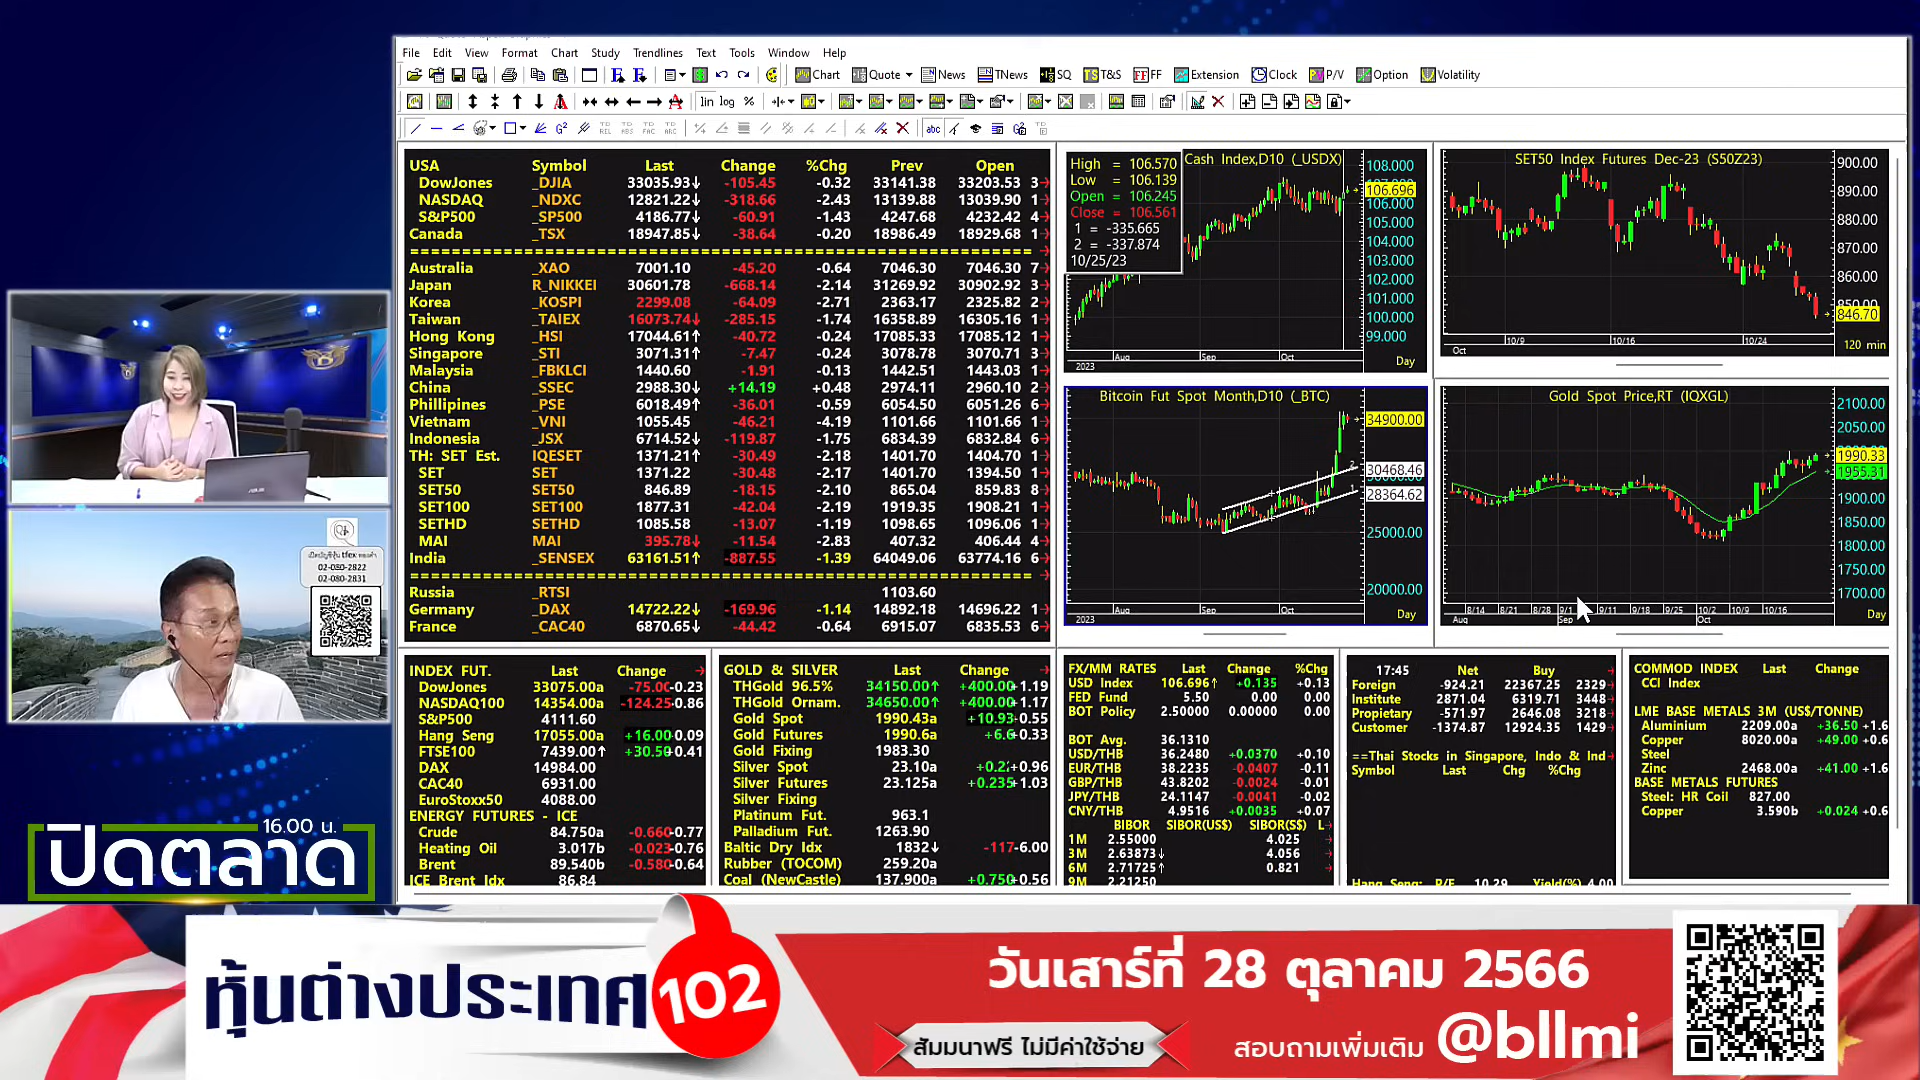 File Edit View Format Chart Study Trendlines Text Tools Window Help
Chart Quote News TNews SQ T&S FF Extension Clock P/V Option Volatility
lin log %
USA Symbol Last Change %Chg Prev Open
DowJones _DJIA 33035.93↓ -105.45 -0.32 33141.38 33203.53 3
NASDAQ _NDXC 12821.22↓ -318.66 -2.43 13139.88 13039.90 1
S&P500 _SP500 4186.77↓ -60.91 -1.43 4247.68 4232.42 4
Canada _TSX 18947.85↓ -38.64 -0.20 18986.49 18929.68 1
Australia _XAO 7001.10 -45.20 -0.64 7046.30 7046.30 7
Japan R_NIKKEI 30601.78 -668.14 -2.14 31269.92 30902.92 3
Korea _KOSPI 2299.08 -64.09 -2.71 2363.17 2325.82 2
Taiwan _TAIEX 16073.74↓ -285.15 -1.74 16358.89 16305.16 1
Hong Kong _HSI 17044.61↑ -40.72 -0.24 17085.33 17085.12 1
Singapore _STI 3071.31↑ -7.47 -0.24 3078.78 3070.71 3
Malaysia _FBKLCI 1440.60 -1.91 -0.13 1442.51 1443.03 1
China _SSEC 2988.30↓ +14.19 +0.48 2974.11 2960.10 2
Phillipines _PSE 6018.49↑ -36.01 -0.59 6054.50 6051.26 6
Vietnam _VNI 1055.45 -46.21 -4.19 1101.66 1101.66 1
Indonesia _JSX 6714.52↓ -119.87 -1.75 6834.39 6832.84 6
TH: SET Est. IQESET 1371.21↑ -30.49 -2.18 1401.70 1404.70 1
SET SET 1371.22 -30.48 -2.17 1401.70 1394.50 1
SET50 SET50 846.89 -18.15 -2.10 865.04 859.83 8
SET100 SET100 1877.31 -42.04 -2.19 1919.35 1908.21 1
SETHD SETHD 1085.58 -13.07 -1.19 1098.65 1096.06 1
MAI MAI 395.78↓ -11.54 -2.83 407.32 406.44 4
India _SENSEX 63161.51↑ -887.55 -1.39 64049.06 63774.16 6
Russia _RTSI 1103.60
Germany _DAX 14722.22↓ -169.96 -1.14 14892.18 14696.22 1
France _CAC40 6870.65↓ -44.42 -0.64 6915.07 6835.53 6
Cash Index,D10 (_USDX)
High = 106.570
Low = 106.139
Open = 106.245
Close = 106.561
1 = -335.665
2 = -337.874
10/25/23
108.000
106.696
106.000
105.000
104.000
103.000
102.000
101.000
100.000
99.000
Aug Sep Oct
2023 Day
SET50 Index Futures Dec-23 (S50Z23)
900.00
890.00
880.00
870.00
860.00
850.00
846.70
10/9 10/16 10/24 120 min
Oct
Bitcoin Fut Spot Month,D10 (_BTC)
34900.00
30468.46
30000.00
28364.62
25000.00
20000.00
2
1
Aug Sep Oct
2023 Day
Gold Spot Price,RT (IQXGL)
2100.00
2050.00
1990.33
1955.31
1900.00
1850.00
1800.00
1750.00
1700.00
8/14 8/21 8/28 9/11 9/18 9/25 10/2 10/9 10/16 Day
Aug Sep Oct
INDEX FUT. Last Change
DowJones 33075.00a -75.00 -0.23
NASDAQ100 14354.00a -124.25 -0.86
S&P500 4111.60
Hang Seng 17055.00a +16.00 0.09
FTSE100 7439.00↑ +30.50 +0.41
DAX 14984.00
CAC40 6931.00
EuroStoxx50 4088.00
ENERGY FUTURES - ICE
Crude 84.750a -0.660 -0.77
Heating Oil 3.017b -0.023 -0.76
Brent 89.540b -0.580 -0.64
ICE Brent Idx 86.84
GOLD & SILVER Last Change
THGold 96.5% 34150.00↑ +400.00 +1.19
THGold Ornam. 34650.00↑ +400.00 +1.17
Gold Spot 1990.43a +10.93 +0.55
Gold Futures 1990.6a +6.6 +0.33
Gold Fixing 1983.30
Silver Spot 23.10a +0.2 +0.96
Silver Futures 23.125a +0.235 +1.03
Silver Fixing
Platinum Fut. 963.1
Palladium Fut. 1263.90
Baltic Dry Idx 1832↓ -117 -6.00
Rubber (TOCOM) 259.20a
Coal (NewCastle) 137.900a +0.750 +0.56
FX/MM RATES Last Change %Chg
USD Index 106.696↑ +0.135 +0.13
FED Fund 5.50 0.00 0.00
BOT Policy 2.50000 0.00000 0.00
BOT Avg. 36.1310
USD/THB 36.2480 +0.0370 +0.10
EUR/THB 38.2235 -0.0407 -0.11
GBP/THB 43.8202 -0.0024 -0.01
JPY/THB 24.1147 -0.0041 -0.02
CNY/THB 4.9516 +0.0035 +0.07
BIBOR SIBOR(US$) SIBOR(S$) L
1M 2.55000 4.025
3M 2.63873↓ 4.056
6M 2.71725↑ 0.821
9M 2.21250
17:45 Net Buy
Foreign -924.21 22367.25 2329
Institute 2871.04 6319.71 3448
Propietary -571.97 2646.08 3218
Customer -1374.87 12924.35 1429
==Thai Stocks in Singapore, Indo & Ind
Symbol Last Chg %Chg
Hang Seng: P/E 10.29 Yield(%) 4.00
COMMOD INDEX Last Change
CCI Index
LME BASE METALS 3M (US$/TONNE)
Aluminium 2209.00a +36.50 +1.6
Copper 8020.00a +49.00 +0.6
Steel
Zinc 2468.00a +41.00 +1.6
BASE METALS FUTURES
Steel: HR Coil 827.00
Copper 3.590b +0.024 +0.6
ASUS
02-080-2822
02-080-2831
16.00 น.
ปิดตลาด
หุ้นต่างประเทศ 102
วันเสาร์ที่ 28 ตุลาคม 2566
สัมมนาฟรี ไม่มีค่าใช้จ่าย
สอบถามเพิ่มเติม @bllmi